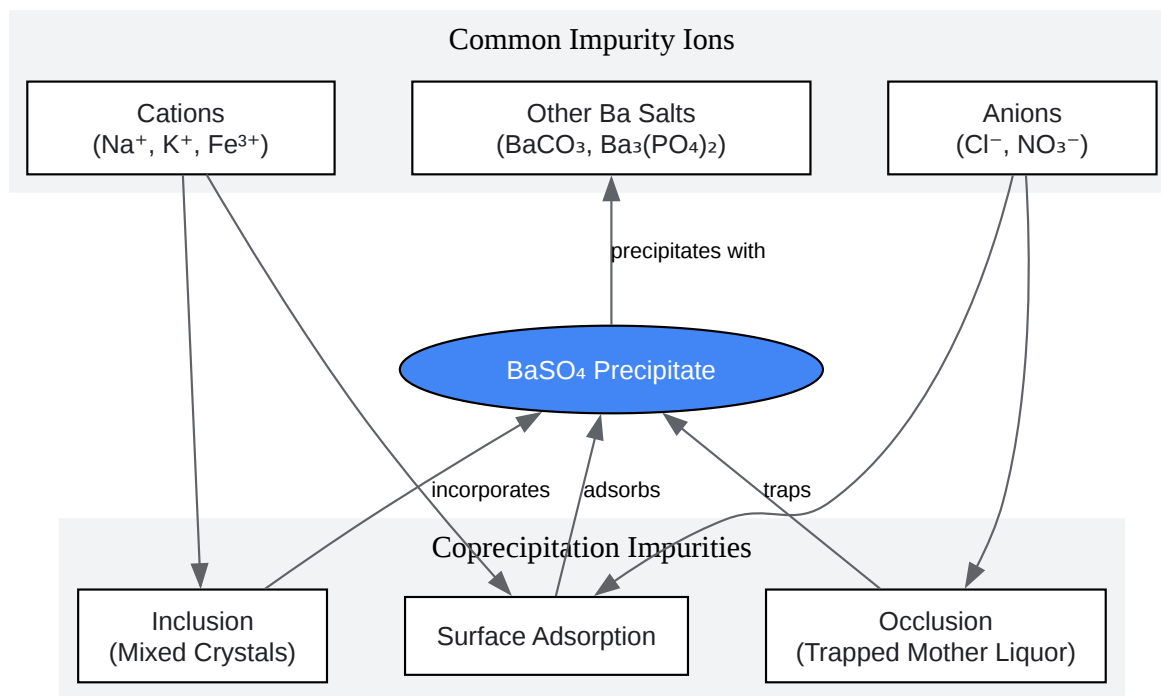 Common Impurity Ions
Cations
(Na⁺, K⁺, Fe³⁺)
Other Ba Salts
(BaCO₃, Ba₃(PO₄)₂)
Anions
(Cl⁻, NO₃⁻)
precipitates with
BaSO₄ Precipitate
incorporates
adsorbs
traps
Coprecipitation Impurities
Inclusion
(Mixed Crystals)
Surface Adsorption
Occlusion
(Trapped Mother Liquor)